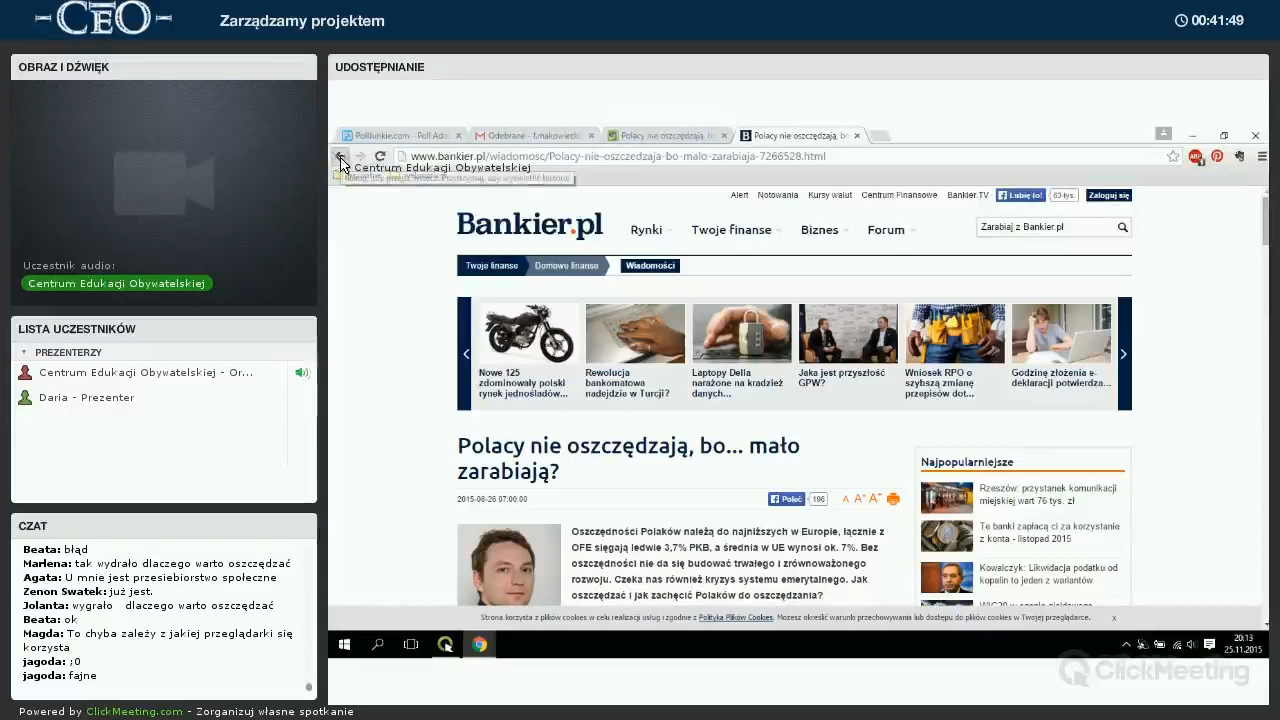 CEO
Zarządzamy projektem
00:41:49
OBRAZ I DŹWIĘK
Uczestnik audio:
Centrum Edukacji Obywatelskiej
LISTA UCZESTNIKÓW
PREZENTERZY
Centrum Edukacji Obywatelskiej - Or...
Daria - Prezenter
CZAT
Beata: błąd
Marlena: tak wydrało dlaczego warto oszczędzać
Agata: U mnie jest przesiebiorstwo społeczne
Zenon Swatek: już jest.
Jolanta: wygrało dlaczego warto oszczędzać
Beata: ok
Magda: To chyba zależy z jakiej przeglądarki się
korzysta
jagoda: ;0
jagoda: fajne
Powered by ClickMeeting.com - Zorganizuj własne spotkanie
UDOSTĘPNIANIE
PollJunkie.com - Poll Adm
Odebrane - f.makowiecki
Polacy nie oszczędzają, b
Polacy nie oszczędzają, bo
www.bankier.pl/wiadomosc/Polacy-nie-oszczedzaja-bo-malo-zarabiaja-7266528.html
Centrum Edukacji Obywatelskiej
Alert Notowania Kursy walut Centrum Finansowe Bankier.TV Lubię to! 63 tys. Zaloguj się
Bankier.pl
Rynki Twoje finanse Biznes Forum
Zarabiaj z Bankier.pl
Twoje finanse Domowe finanse Wiadomości
Nowe 125
zdominowały polski
rynek jednośladów...
Rewolucja
bankomatowa
nadejdzie w Turcji?
Laptopy Della
narażone na kradzież
danych...
Jaka jest przyszłość
GPW?
Wniosek RPO o
szybszą zmianę
przepisów dot...
Godzinę złożenia e-
deklaracji potwierdza...
Polacy nie oszczędzają, bo... mało
zarabiają?
2015-06-26 07:00:00
Poleć 196
A A+ A+
Oszczędności Polaków należą do najniższych w Europie, łącznie z
OFE sięgają ledwie 3,7% PKB, a średnia w UE wynosi ok. 7%. Bez
oszczędności nie da się budować trwałego i zrównoważonego
rozwoju. Czeka nas również kryzys systemu emerytalnego. Jak
oszczędzać i jak zachęcić Polaków do oszczędzania?
Najpopularniejsze
Rzeszów: przystanek komunikacji
miejskiej wart 76 tys. zł
Te banki zapłacą ci za korzystanie
z konta - listopad 2015
Kowalczyk: Likwidacja podatku od
kopalin to jeden z wariantów
Strona korzysta z plików cookies w celu realizacji usług i zgodnie z Polityką Plików Cookies. Możesz określić warunki przechowywania lub dostępu do plików cookies w Twojej przeglądarce. x
20:13
25.11.2015
ClickMeeting